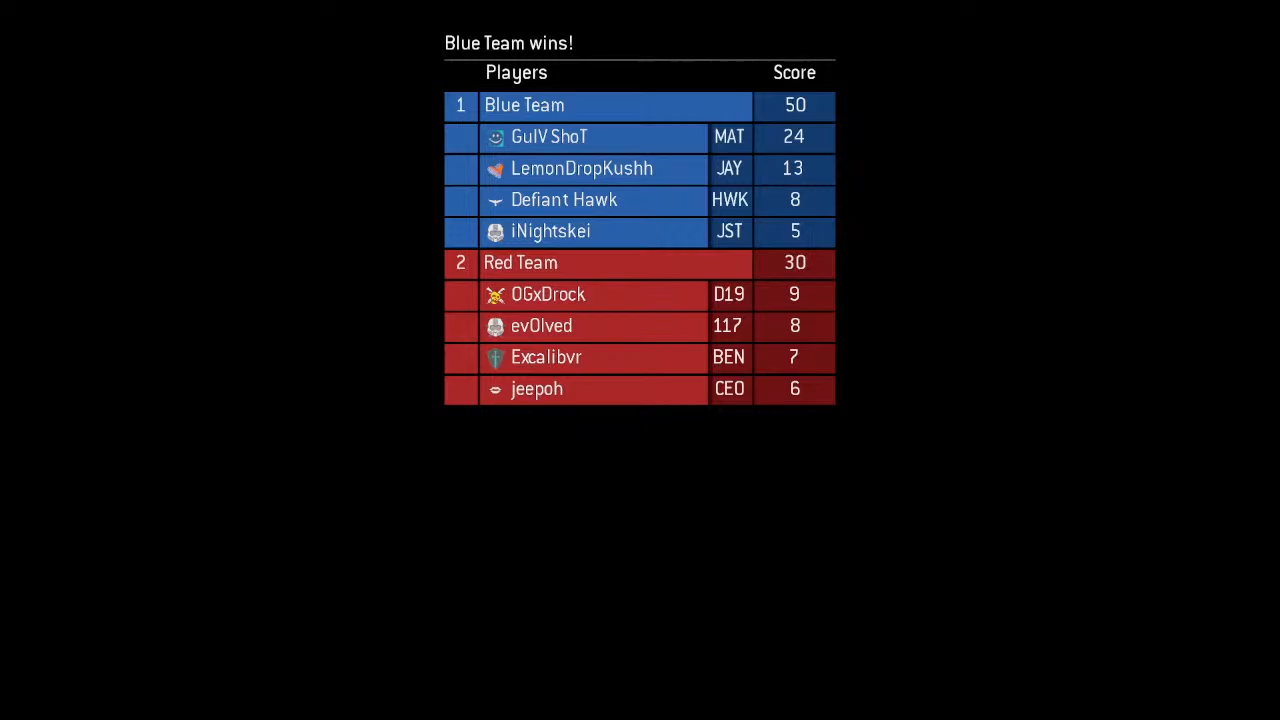 Blue Team wins!
Players Score
1 Blue Team 50
GulV ShoT MAT 24
LemonDropKushh JAY 13
Defiant Hawk HWK 8
iNightskei JST 5
2 Red Team 30
OGxDrock D19 9
evOlved 117 8
Excalibvr BEN 7
jeepoh CEO 6